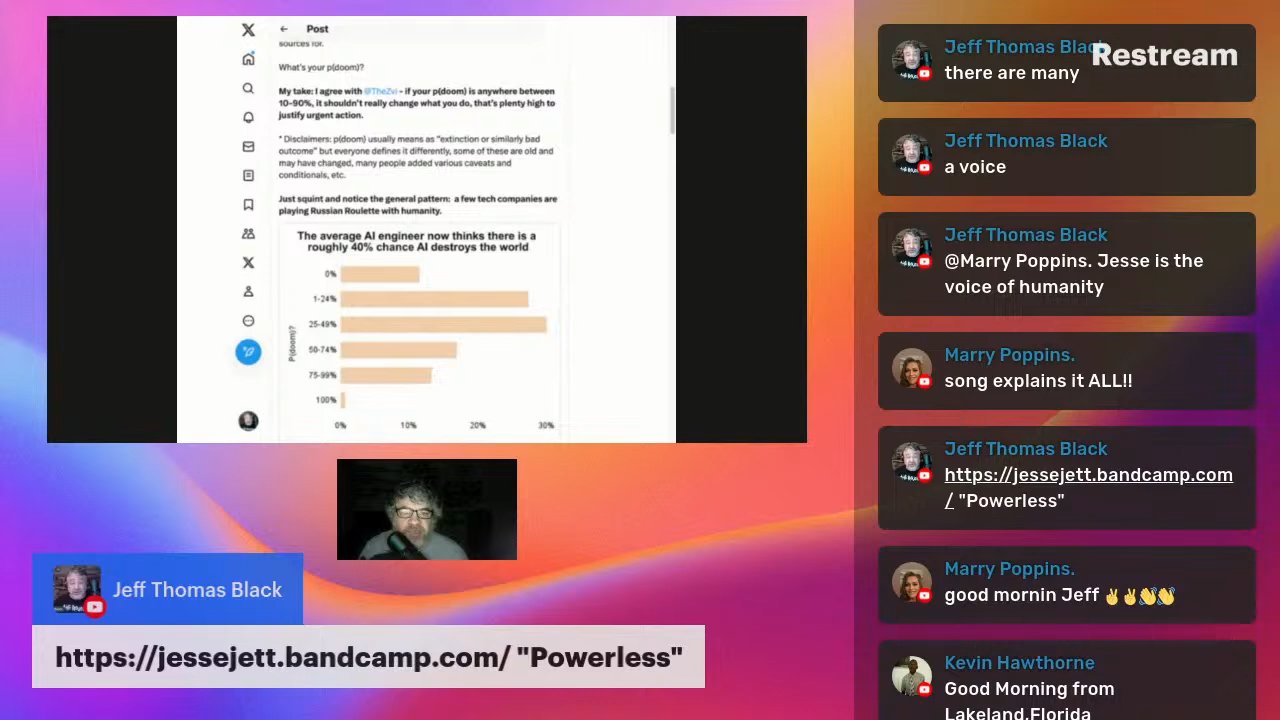 Post
sources for.
What's your p(doom)?
My take: I agree with @TheZvi - if your p(doom) is anywhere between
10-90%, it shouldn't really change what you do, that's plenty high to
justify urgent action.
* Disclaimers: p(doom) usually means as "extinction or similarly bad
outcome" but everyone defines it differently, some of these are old and
may have changed, many people added various caveats and
conditionals, etc.
Just squint and notice the general pattern: a few tech companies are
playing Russian Roulette with humanity.
The average AI engineer now thinks there is a
roughly 40% chance AI destroys the world
P(doom)?
0%
1-24%
25-49%
50-74%
75-99%
100%
0% 10% 20% 30%
Jeff Thomas Black
https://jessejett.bandcamp.com/ "Powerless"
Restream
Jeff Thomas Black
there are many
Jeff Thomas Black
a voice
Jeff Thomas Black
@Marry Poppins. Jesse is the
voice of humanity
Marry Poppins.
song explains it ALL!!
Jeff Thomas Black
https://jessejett.bandcamp.com
/ "Powerless"
Marry Poppins.
good mornin Jeff ✌️✌️👋👋
Kevin Hawthorne
Good Morning from
Lakeland,Florida